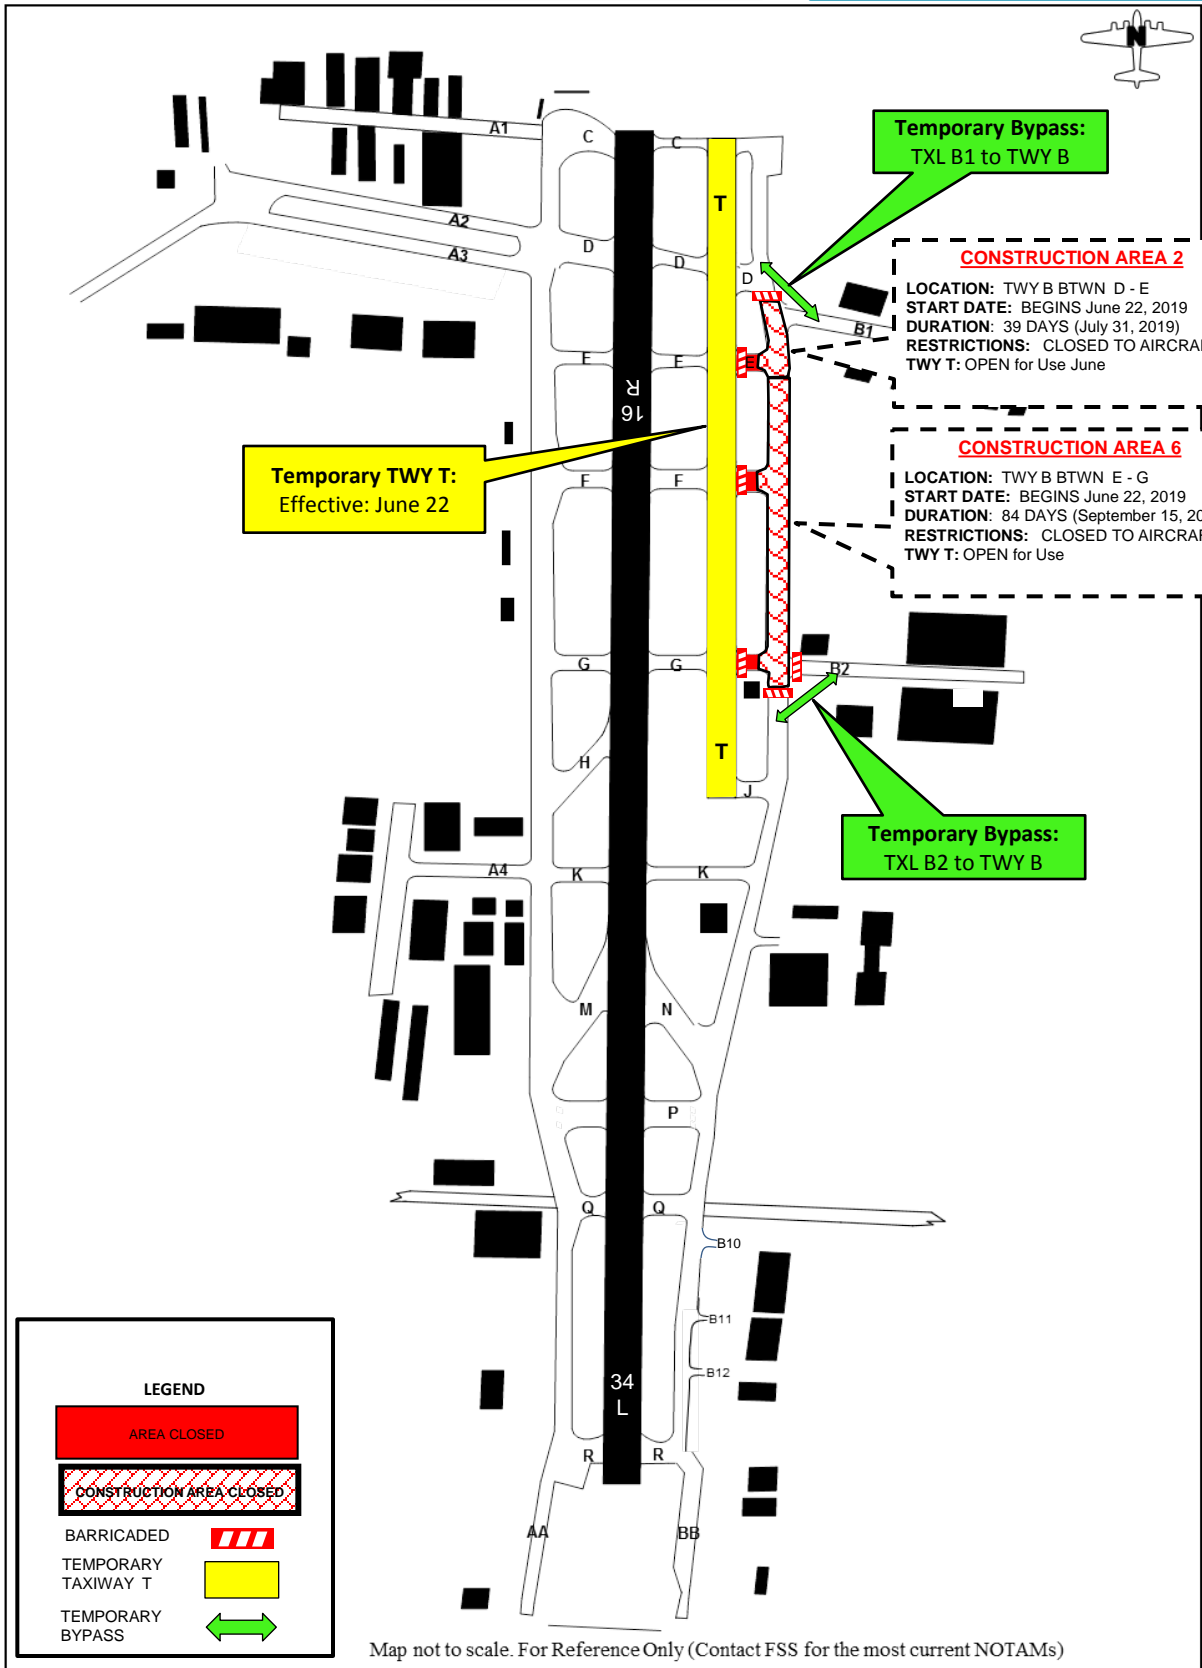 N
A1
C
C
Temporary Bypass:
TXL B1 to TWY B
T
A2
A3
D
D
D
CONSTRUCTION AREA 2
LOCATION: TWY B BTWN D - E
START DATE: BEGINS June 22, 2019
DURATION: 39 DAYS (July 31, 2019)
RESTRICTIONS: CLOSED TO AIRCRA
TWY T: OPEN for Use June
B1
E
E
E
16
R
CONSTRUCTION AREA 6
LOCATION: TWY B BTWN E - G
START DATE: BEGINS June 22, 2019
DURATION: 84 DAYS (September 15, 20
RESTRICTIONS: CLOSED TO AIRCRA
TWY T: OPEN for Use
Temporary TWY T:
Effective: June 22
F
F
G
G
B2
H
T
J
Temporary Bypass:
TXL B2 to TWY B
A4
K
K
M
N
P
Q
Q
B10
B11
B12
34
L
R
R
AA
BB
LEGEND
AREA CLOSED
CONSTRUCTION AREA CLOSED
BARRICADED
TEMPORARY
TAXIWAY T
TEMPORARY
BYPASS
Map not to scale. For Reference Only (Contact FSS for the most current NOTAMs)